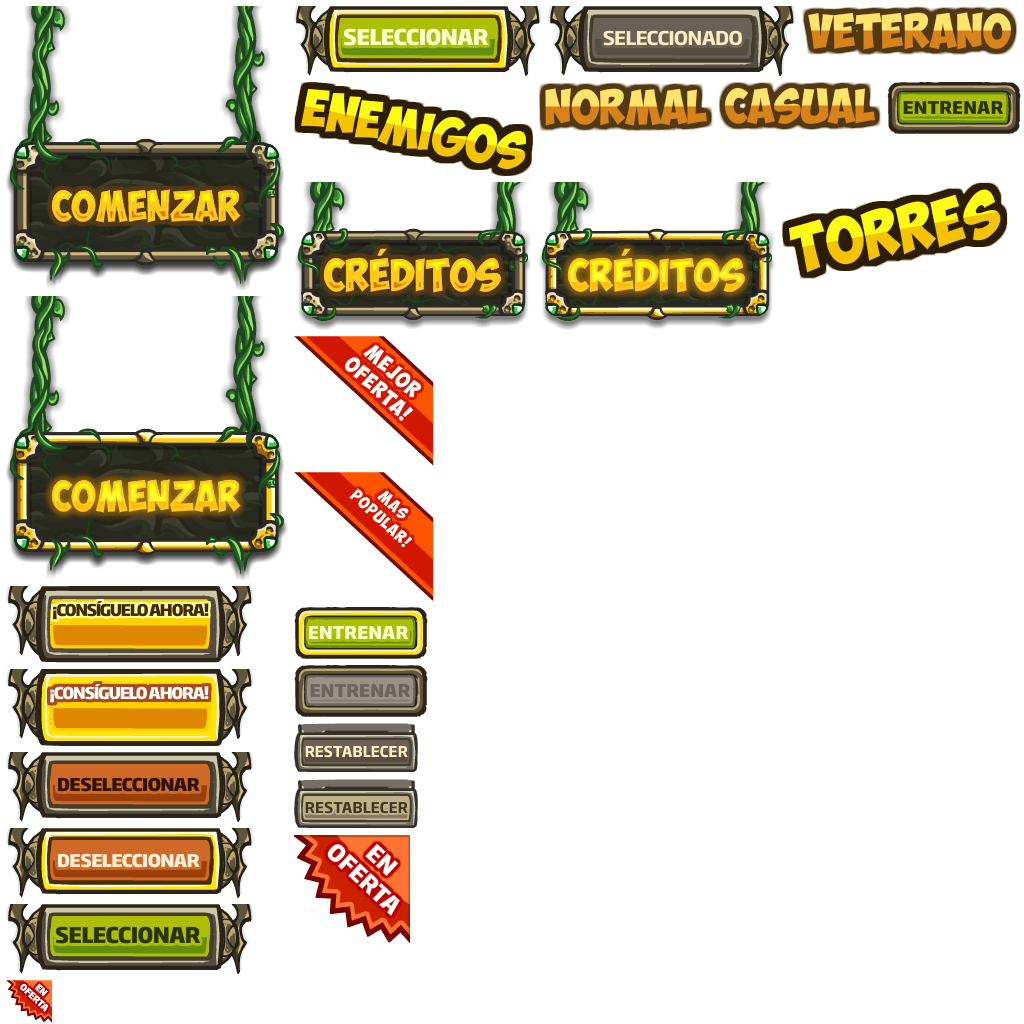 SELECCIONAR
SELECCIONADO
VETERANO
ENEMIGOS
NORMAL
CASUAL
ENTRENAR
COMENZAR
CRÉDITOS
CRÉDITOS
TORRES
MEJOR
OFERTA!
COMENZAR
MAS
POPULAR!
¡CONSÍGUELO AHORA!
ENTRENAR
¡CONSÍGUELO AHORA!
ENTRENAR
DESELECCIONAR
RESTABLECER
RESTABLECER
DESELECCIONAR
EN
OFERTA
SELECCIONAR
EN
OFERTA